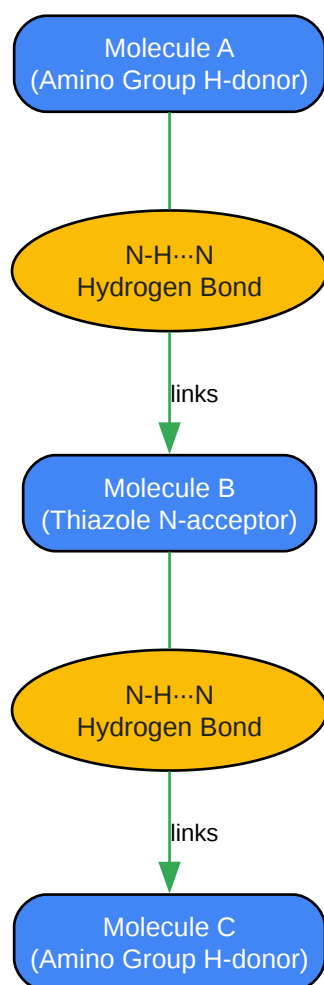 Molecule A
(Amino Group H-donor)
N-H···N
Hydrogen Bond
links
Molecule B
(Thiazole N-acceptor)
N-H···N
Hydrogen Bond
links
Molecule C
(Amino Group H-donor)